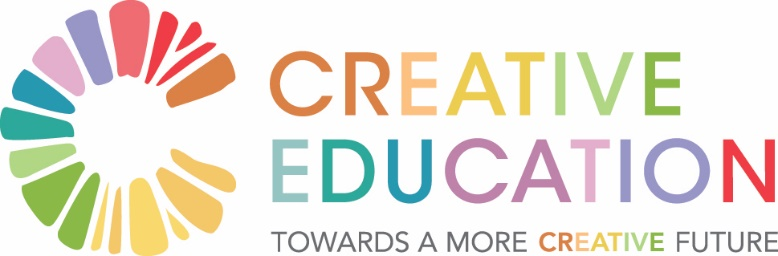 CREATIVE
EDUCATION
TOWARDS A MORE CREATIVE FUTURE